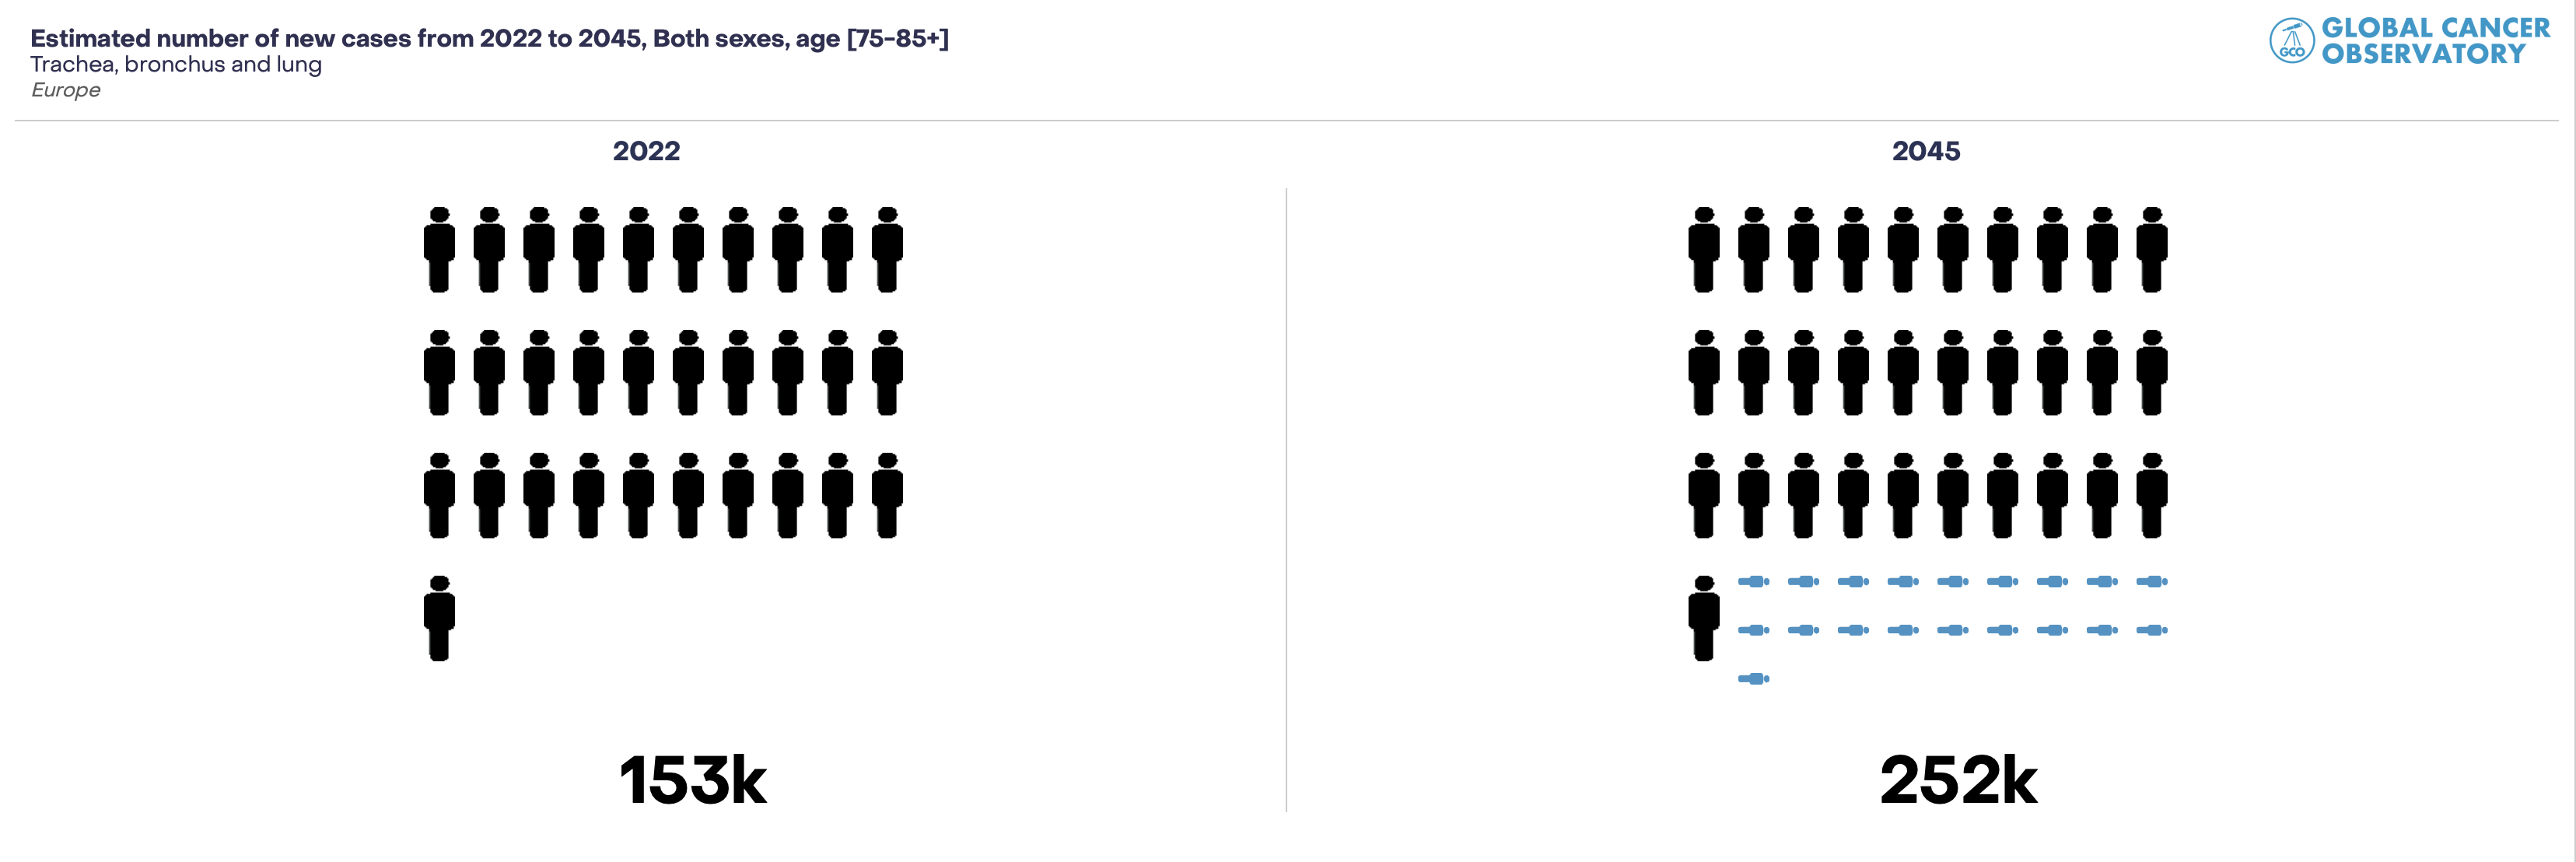 Estimated number of new cases from 2022 to 2045, Both sexes, age [75-85+]
Trachea, bronchus and lung
Europe
GCO
GLOBAL CANCER
OBSERVATORY
2022
2045
153k
252k